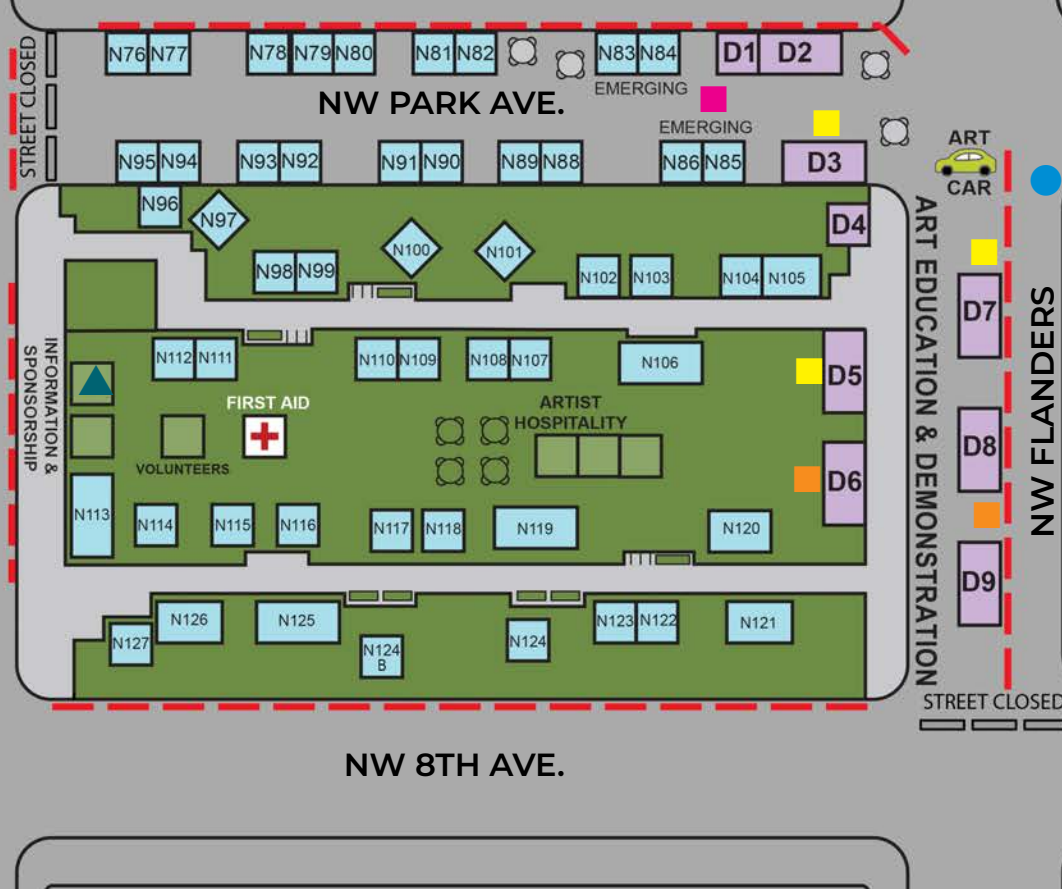 N76 N77 N78 N79 N80 N81 N82 N83 N84 D1 D2
STREET CLOSED
EMERGING
NW PARK AVE.
EMERGING
N95 N94 N93 N92 N91 N90 N89 N88 N86 N85 D3
ART
CAR
N96 N97 D4
N100 N101
N98 N99 N102 N103 N104 N105
D7
ART EDUCATION & DEMONSTRATION
NW FLANDERS
INFORMATION &
SPONSORSHIP
N112 N111 N110 N109 N108 N107 N106 D5
FIRST AID
ARTIST
HOSPITALITY
VOLUNTEERS
D8
D6
N113 N114 N115 N116 N117 N118 N119 N120
D9
N127 N126 N125 N124
B
N124 N123 N122 N121
STREET CLOSED
NW 8TH AVE.